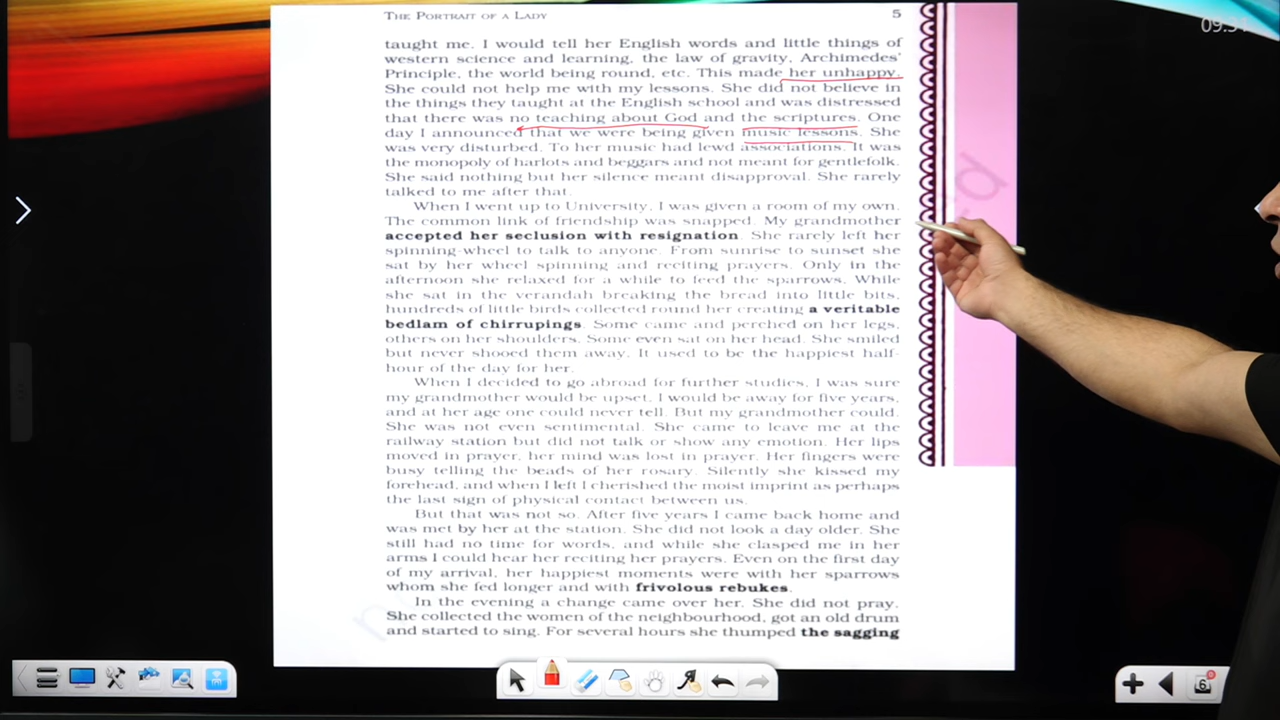 THE PORTRAIT OF A LADY 5
taught me. I would tell her English words and little things of
western science and learning, the law of gravity, Archimedes'
Principle, the world being round, etc. This made her unhappy.
She could not help me with my lessons. She did not believe in
the things they taught at the English school and was distressed
that there was no teaching about God and the scriptures. One
day I announced that we were being given music lessons. She
was very disturbed. To her music had lewd associations. It was
the monopoly of harlots and beggars and not meant for gentlefolk.
She said nothing but her silence meant disapproval. She rarely
talked to me after that.
When I went up to University, I was given a room of my own.
The common link of friendship was snapped. My grandmother
accepted her seclusion with resignation. She rarely left her
spinning-wheel to talk to anyone. From sunrise to sunset she
sat by her wheel spinning and reciting prayers. Only in the
afternoon she relaxed for a while to feed the sparrows. While
she sat in the verandah breaking the bread into little bits,
hundreds of little birds collected round her creating a veritable
bedlam of chirrupings. Some came and perched on her legs,
others on her shoulders. Some even sat on her head. She smiled
but never shooed them away. It used to be the happiest half-
hour of the day for her.
When I decided to go abroad for further studies, I was sure
my grandmother would be upset. I would be away for five years,
and at her age one could never tell. But my grandmother could.
She was not even sentimental. She came to leave me at the
railway station but did not talk or show any emotion. Her lips
moved in prayer, her mind was lost in prayer. Her fingers were
busy telling the beads of her rosary. Silently she kissed my
forehead, and when I left I cherished the moist imprint as perhaps
the last sign of physical contact between us.
But that was not so. After five years I came back home and
was met by her at the station. She did not look a day older. She
still had no time for words, and while she clasped me in her
arms I could hear her reciting her prayers. Even on the first day
of my arrival, her happiest moments were with her sparrows
whom she fed longer and with frivolous rebukes.
In the evening a change came over her. She did not pray.
She collected the women of the neighbourhood, got an old drum
and started to sing. For several hours she thumped the sagging